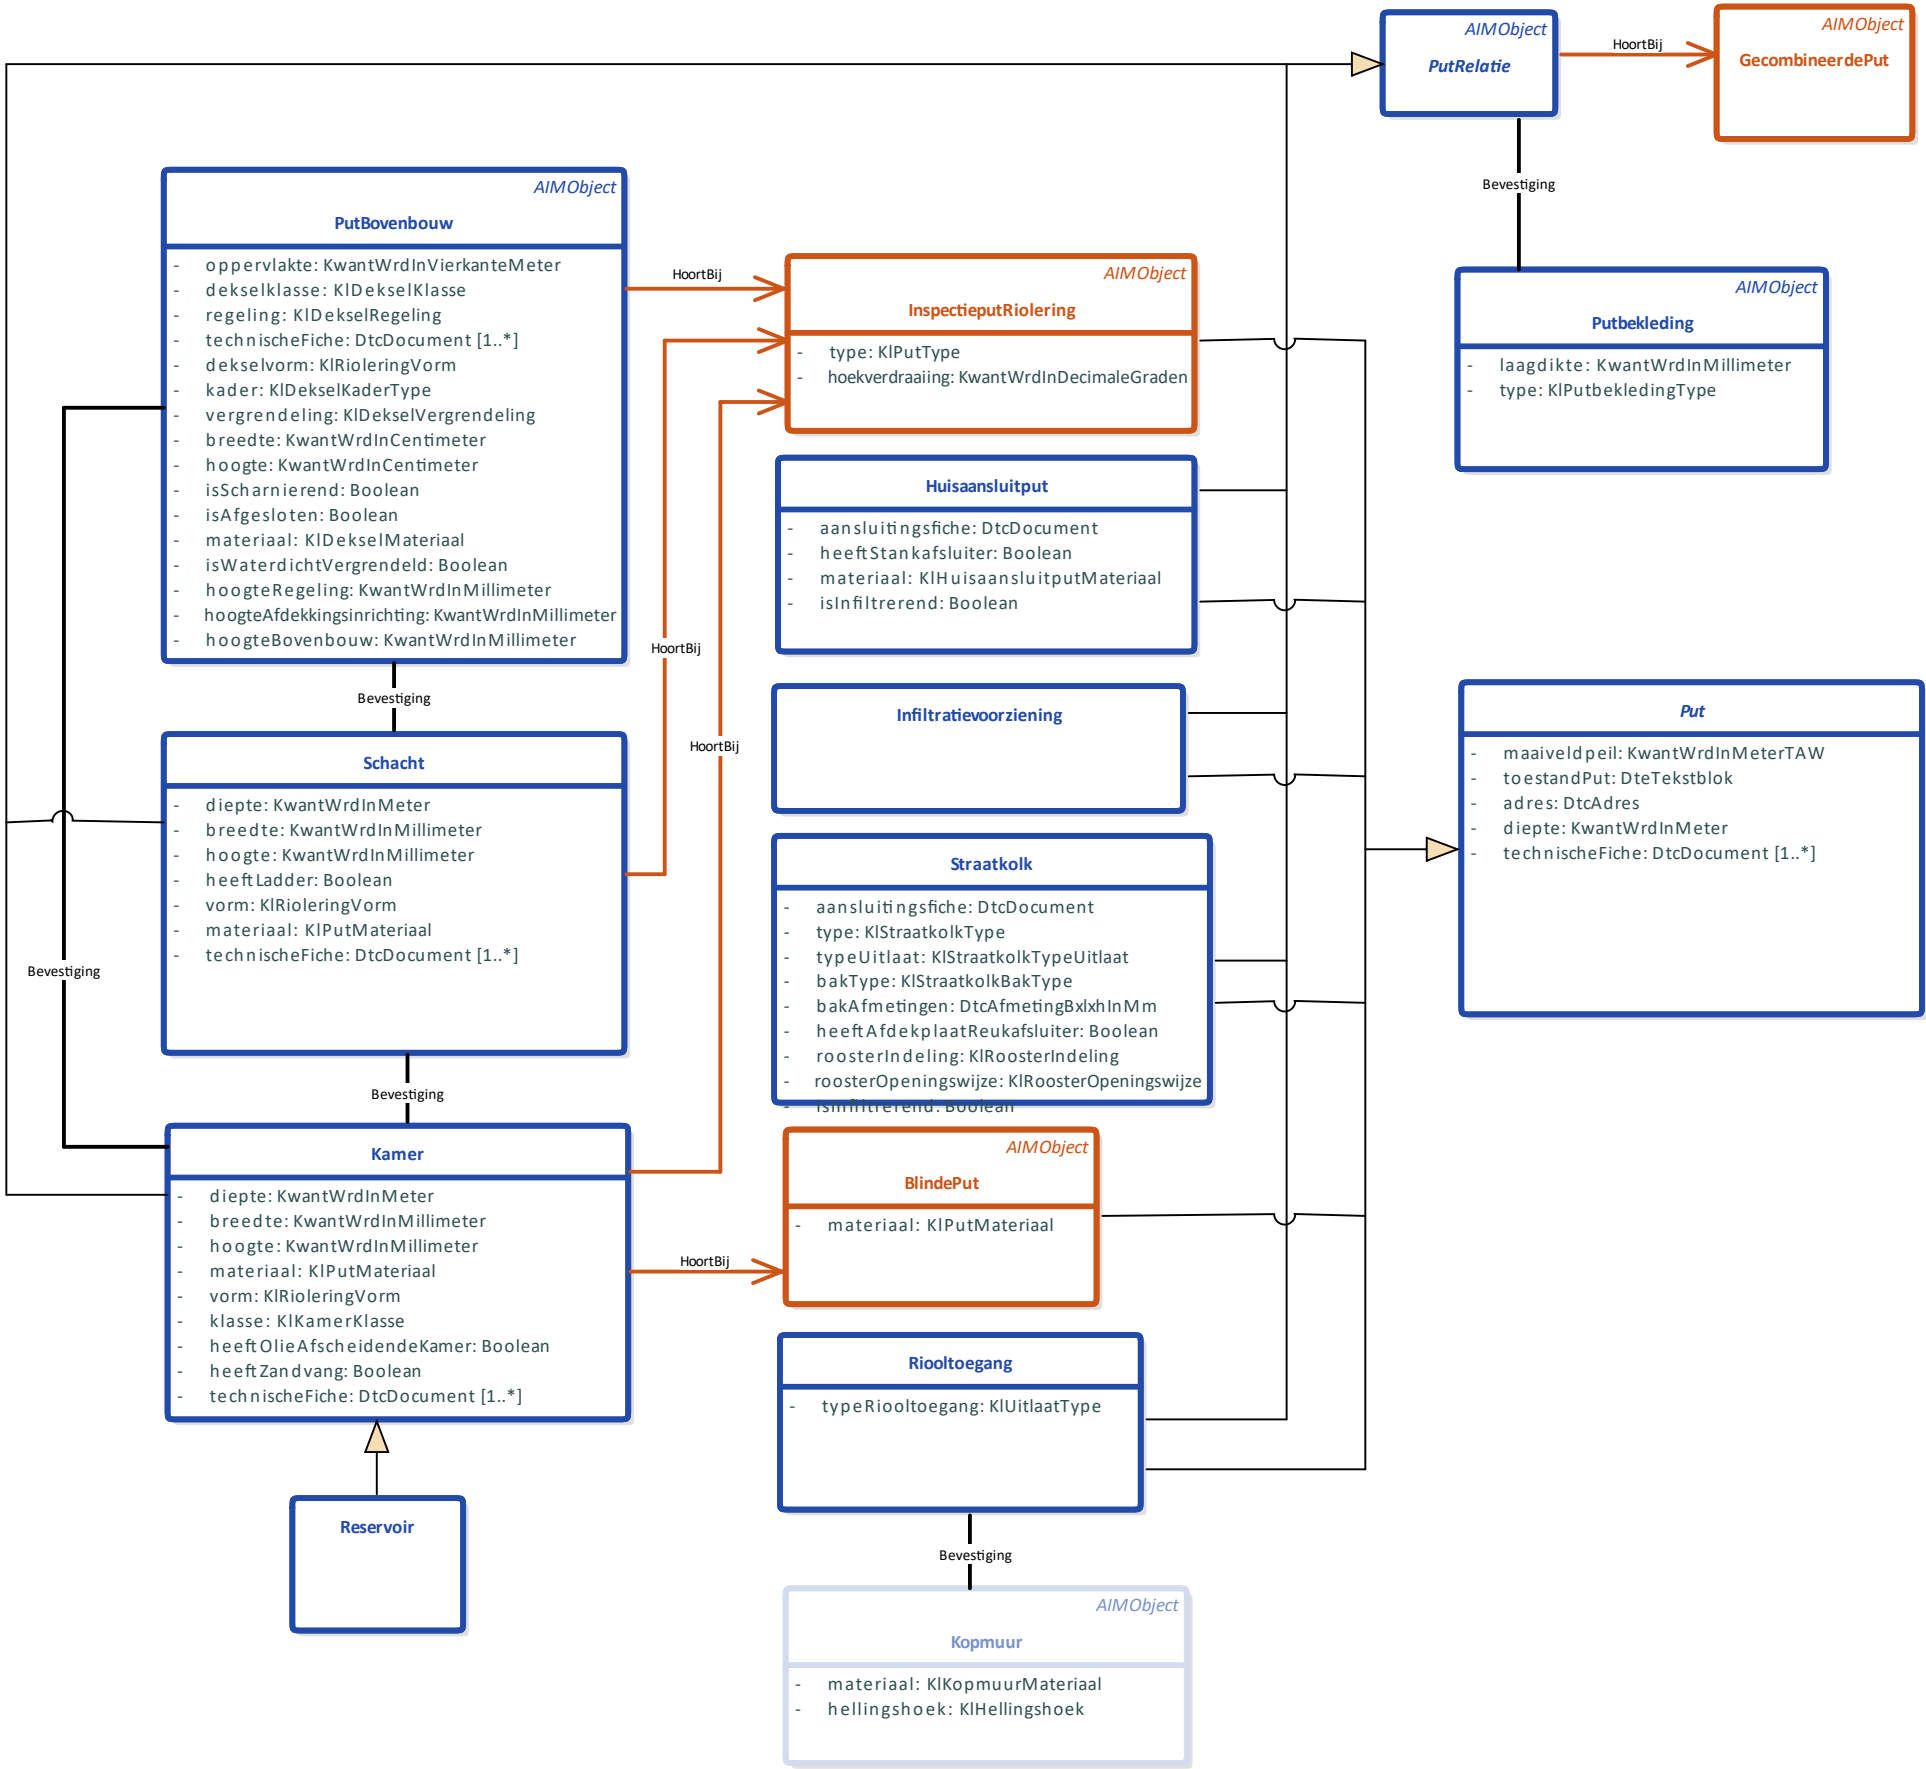 AIMObject
PutRelatie
HoortBij
AIMObject
GecombineerdePut
Bevestiging
AIMObject
Putbekleding
- laagdikte: KwantWrdInMillimeter
- type: KlPutbekledingType
AIMObject
PutBovenbouw
- oppervlakte: KwantWrdInVierkanteMeter
- dekselklasse: KlDekselKlasse
- regeling: KlDekselRegeling
- technischeFiche: DtcDocument [1..*]
- dekselvorm: KlRioleringVorm
- kader: KlDekselKaderType
- vergrendeling: KlDekselVergrendeling
- breedte: KwantWrdInCentimeter
- hoogte: KwantWrdInCentimeter
- isScharnierend: Boolean
- isAfgesloten: Boolean
- materiaal: KlDekselMateriaal
- isWaterdichtVergrendeld: Boolean
- hoogteRegeling: KwantWrdInMillimeter
- hoogteAfdekkingsinrichting: KwantWrdInMillimeter
- hoogteBovenbouw: KwantWrdInMillimeter
HoortBij
AIMObject
InspectieputRiolering
- type: KlPutType
- hoekverdraaiing: KwantWrdInDecimaleGraden
Huisaansluitput
- aansluitingsfiche: DtcDocument
- heeftStankafsluiter: Boolean
- materiaal: KlHuisaansluitputMateriaal
- isInfiltrerend: Boolean
HoortBij
Bevestiging
Infiltratievoorziening
HoortBij
Put
- maaiveldpeil: KwantWrdInMeterTAW
- toestandPut: DteTekstblok
- adres: DtcAdres
- diepte: KwantWrdInMeter
- technischeFiche: DtcDocument [1..*]
Schacht
- diepte: KwantWrdInMeter
- breedte: KwantWrdInMillimeter
- hoogte: KwantWrdInMillimeter
- heeftLadder: Boolean
- vorm: KlRioleringVorm
- materiaal: KlPutMateriaal
- technischeFiche: DtcDocument [1..*]
Bevestiging
Straatkolk
- aansluitingsfiche: DtcDocument
- type: KlStraatkolkType
- typeUitlaat: KlStraatkolkTypeUitlaat
- bakType: KlStraatkolkBakType
- bakAfmetingen: DtcAfmetingBxlxhInMm
- heeftAfdekplaatReukafsluiter: Boolean
- roosterIndeling: KlRoosterIndeling
- roosterOpeningswijze: KlRoosterOpeningswijze
- isInfiltrerend: Boolean
Bevestiging
Kamer
- diepte: KwantWrdInMeter
- breedte: KwantWrdInMillimeter
- hoogte: KwantWrdInMillimeter
- materiaal: KlPutMateriaal
- vorm: KlRioleringVorm
- klasse: KlKamerKlasse
- heeftOlieAfscheidendeKamer: Boolean
- heeftZandvang: Boolean
- technischeFiche: DtcDocument [1..*]
HoortBij
AIMObject
BlindePut
- materiaal: KlPutMateriaal
Riooltoegang
- typeRiooltoegang: KlUitlaatType
Reservoir
Bevestiging
AIMObject
Kopmuur
- materiaal: KlKopmuurMateriaal
- hellingshoek: KlHellingshoek